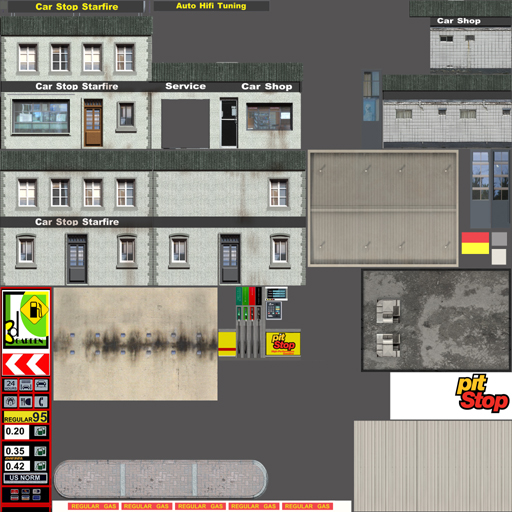 Car Stop Starfire
Auto Hifi Tuning
Car Shop
Car Stop Starfire
Service
Car Shop
Car Stop Starfire
24
REGULAR 95
0.20
0.35
0.42
US NORM
pit
Stop
pit
Stop
REGULAR GAS
REGULAR GAS
REGULAR GAS
REGULAR GAS
REGULAR GAS